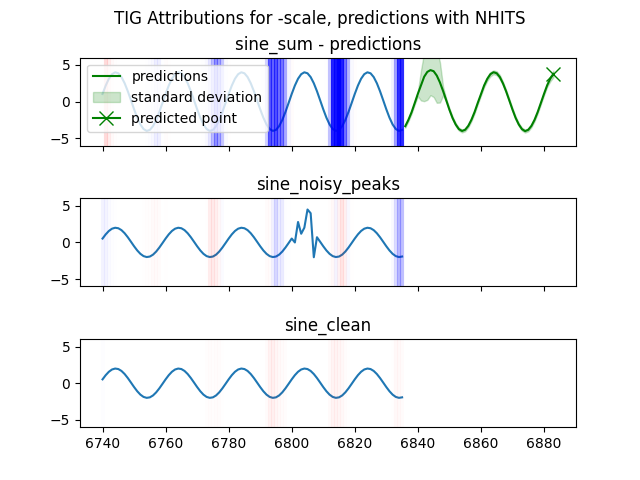 TIG Attributions for -scale, predictions with NHITS
sine_sum - predictions
5
0
−5
predictions
standard deviation
predicted point
sine_noisy_peaks
5
0
−5
sine_clean
5
0
−5
6740 6760 6780 6800 6820 6840 6860 6880